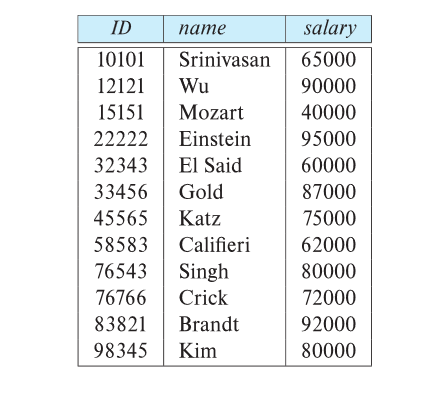 ID name salary
10101 Srinivasan 65000
12121 Wu 90000
15151 Mozart 40000
22222 Einstein 95000
32343 El Said 60000
33456 Gold 87000
45565 Katz 75000
58583 Califieri 62000
76543 Singh 80000
76766 Crick 72000
83821 Brandt 92000
98345 Kim 80000